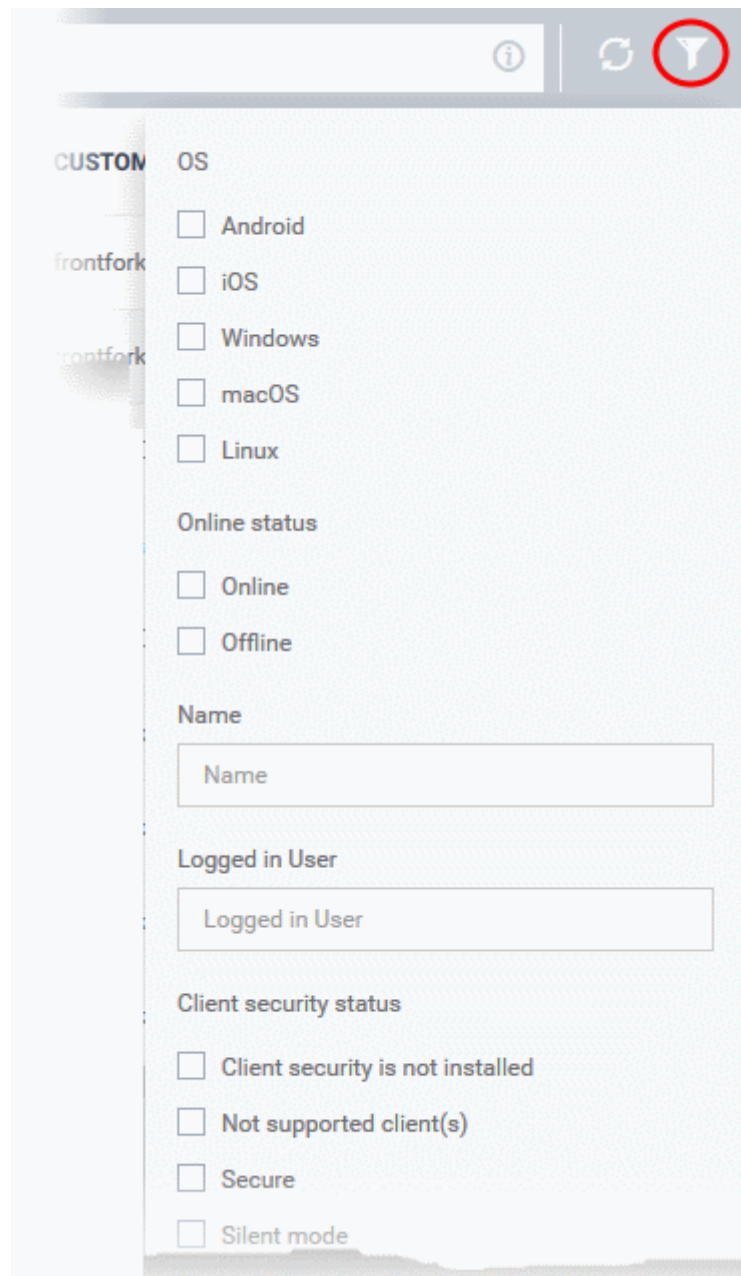 CUSTOM
OS
Android
frontfork
iOS
Windows
rontfork
macOS
Linux
Online status
Online
Offline
Name
Name
Logged in User
Logged in User
Client security status
Client security is not installed
Not supported client(s)
Secure
Silent mode